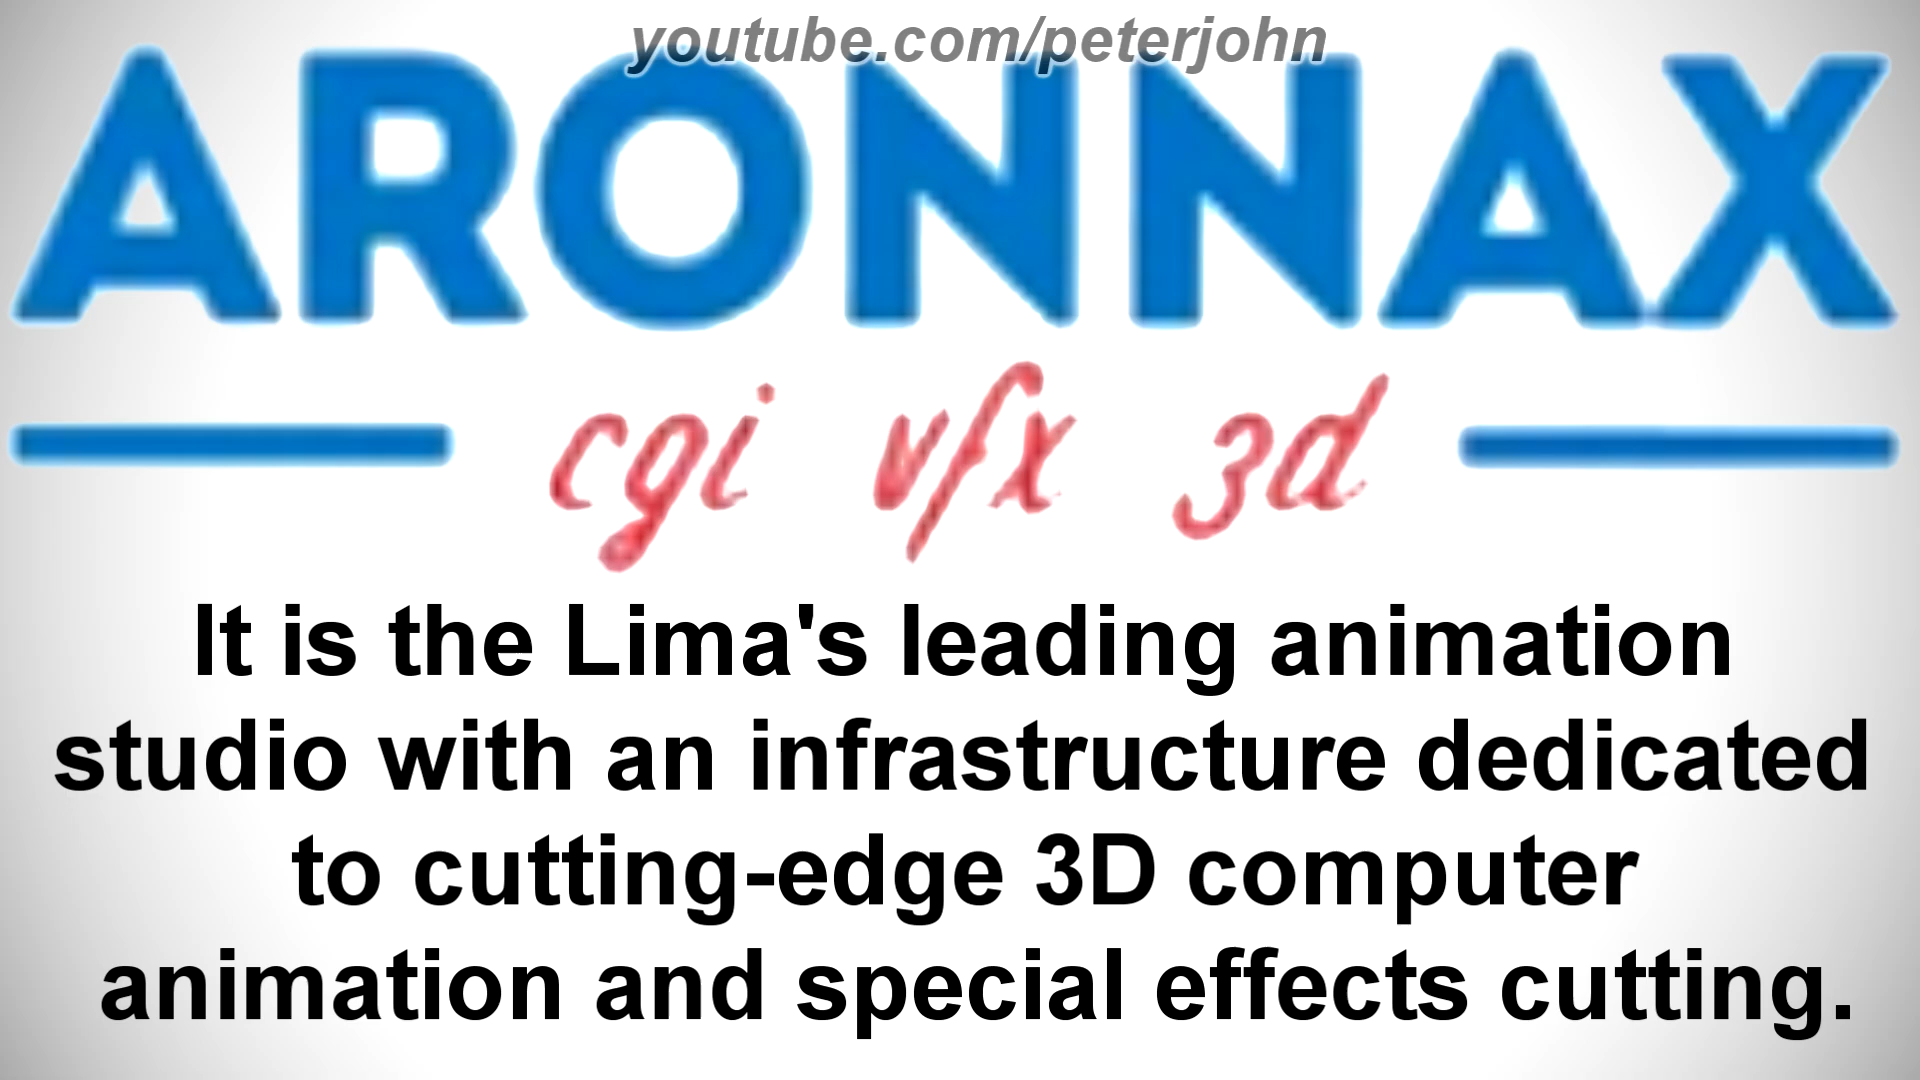 youtube.com/peterjohn
ARONNAX
cgi vfx 3d
It is the Lima's leading animation
studio with an infrastructure dedicated
to cutting-edge 3D computer
animation and special effects cutting.